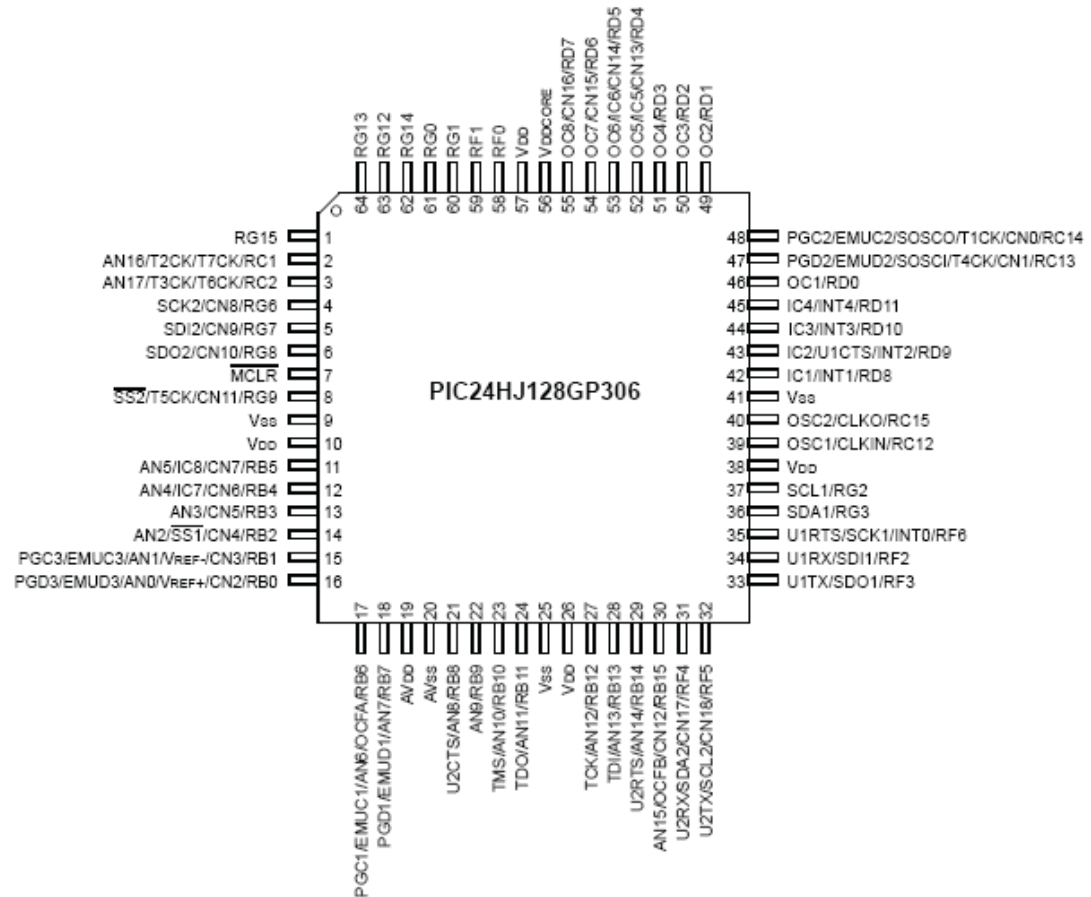 RG13
RG12
RG14
RG0
RG1
RF1
RF0
VDD
VDDCORE
OC8/CN16/RD7
OC7/CN15/RD6
OC6/IC6/CN14/RD5
OC5/IC5/CN13/RD4
OC4/RD3
OC3/RD2
OC2/RD1
64 63 62 61 60 59 58 57 56 55 54 53 52 51 50 49
RG15 1
AN16/T2CK/T7CK/RC1 2
AN17/T3CK/T6CK/RC2 3
SCK2/CN8/RG6 4
SDI2/CN9/RG7 5
SDO2/CN10/RG8 6
MCLR 7
SS2/T5CK/CN11/RG9 8
VSS 9
VDD 10
AN5/IC8/CN7/RB5 11
AN4/IC7/CN6/RB4 12
AN3/CN5/RB3 13
AN2/SS1/CN4/RB2 14
PGC3/EMUC3/AN1/VREF-/CN3/RB1 15
PGD3/EMUD3/AN0/VREF+/CN2/RB0 16
PIC24HJ128GP306
48 PGC2/EMUC2/SOSCO/T1CK/CN0/RC14
47 PGD2/EMUD2/SOSCI/T4CK/CN1/RC13
46 OC1/RD0
45 IC4/INT4/RD11
44 IC3/INT3/RD10
43 IC2/U1CTS/INT2/RD9
42 IC1/INT1/RD8
41 VSS
40 OSC2/CLKO/RC15
39 OSC1/CLKIN/RC12
38 VDD
37 SCL1/RG2
36 SDA1/RG3
35 U1RTS/SCK1/INT0/RF6
34 U1RX/SDI1/RF2
33 U1TX/SDO1/RF3
17 18 19 20 21 22 23 24 25 26 27 28 29 30 31 32
PGC1/EMUC1/AN6/OCFA/RB6
PGD1/EMUD1/AN7/RB7
AVDD
AVSS
U2CTS/AN8/RB8
AN9/RB9
TMS/AN10/RB10
TDO/AN11/RB11
VSS
VDD
TCK/AN12/RB12
TDI/AN13/RB13
U2RTS/AN14/RB14
AN15/OCFB/CN12/RB15
U2RX/SDA2/CN17/RF4
U2TX/SCL2/CN18/RF5